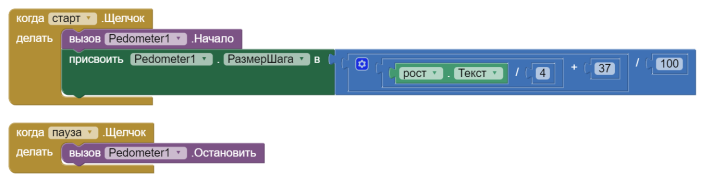 когда старт .Щелчок
делать вызов Pedometer1 .Начало
присвоить Pedometer1 . РазмерШага в рост . Текст / 4 + 37 / 100
когда пауза .Щелчок
делать вызов Pedometer1 .Остановить